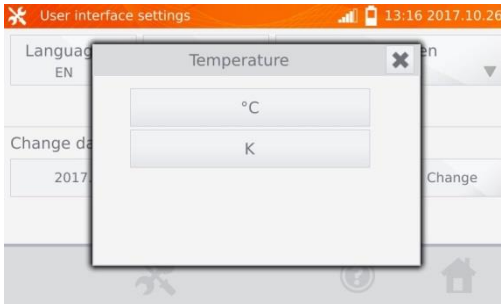 User interface settings 13:16 2017.10.26
Temperature
°C
K
Languag
EN
en
Change da
2017.
Change